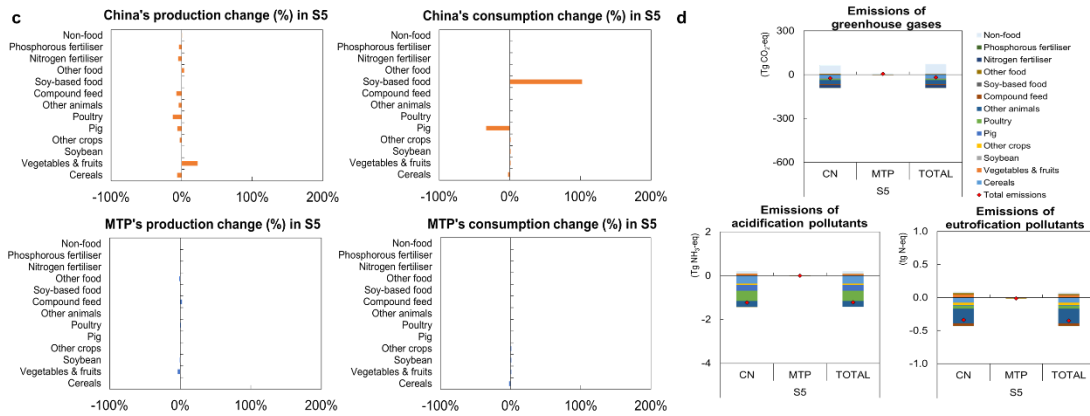 c
China's production change (%) in S5
Non-food
Phosphorous fertiliser
Nitrogen fertiliser
Other food
Soy-based food
Compound feed
Other animals
Poultry
Pig
Other crops
Soybean
Vegetables & fruits
Cereals
-100% 0% 100% 200%
China's consumption change (%) in S5
Non-food
Phosphorous fertiliser
Nitrogen fertiliser
Other food
Soy-based food
Compound feed
Other animals
Poultry
Pig
Other crops
Soybean
Vegetables & fruits
Cereals
-100% 0% 100% 200%
MTP's production change (%) in S5
Non-food
Phosphorous fertiliser
Nitrogen fertiliser
Other food
Soy-based food
Compound feed
Other animals
Poultry
Pig
Other crops
Soybean
Vegetables & fruits
Cereals
-100% 0% 100% 200%
MTP's consumption change (%) in S5
Non-food
Phosphorous fertiliser
Nitrogen fertiliser
Other food
Soy-based food
Compound feed
Other animals
Poultry
Pig
Other crops
Soybean
Vegetables & fruits
Cereals
-100% 0% 100% 200%
d
Emissions of
greenhouse gases
(Tg CO₂-eq)
300
0
-300
-600
CN MTP TOTAL
S5
Non-food
Phosphorous fertiliser
Nitrogen fertiliser
Other food
Soy-based food
Compound feed
Other animals
Poultry
Pig
Other crops
Soybean
Vegetables & fruits
Cereals
Total emissions
Emissions of
acidification pollutants
(Tg NH₃-eq)
2
0
-2
-4
CN MTP TOTAL
S5
Emissions of
eutrofication pollutants
(tg N-eq)
1.0
0.5
0.0
-0.5
-1.0
CN MTP TOTAL
S5